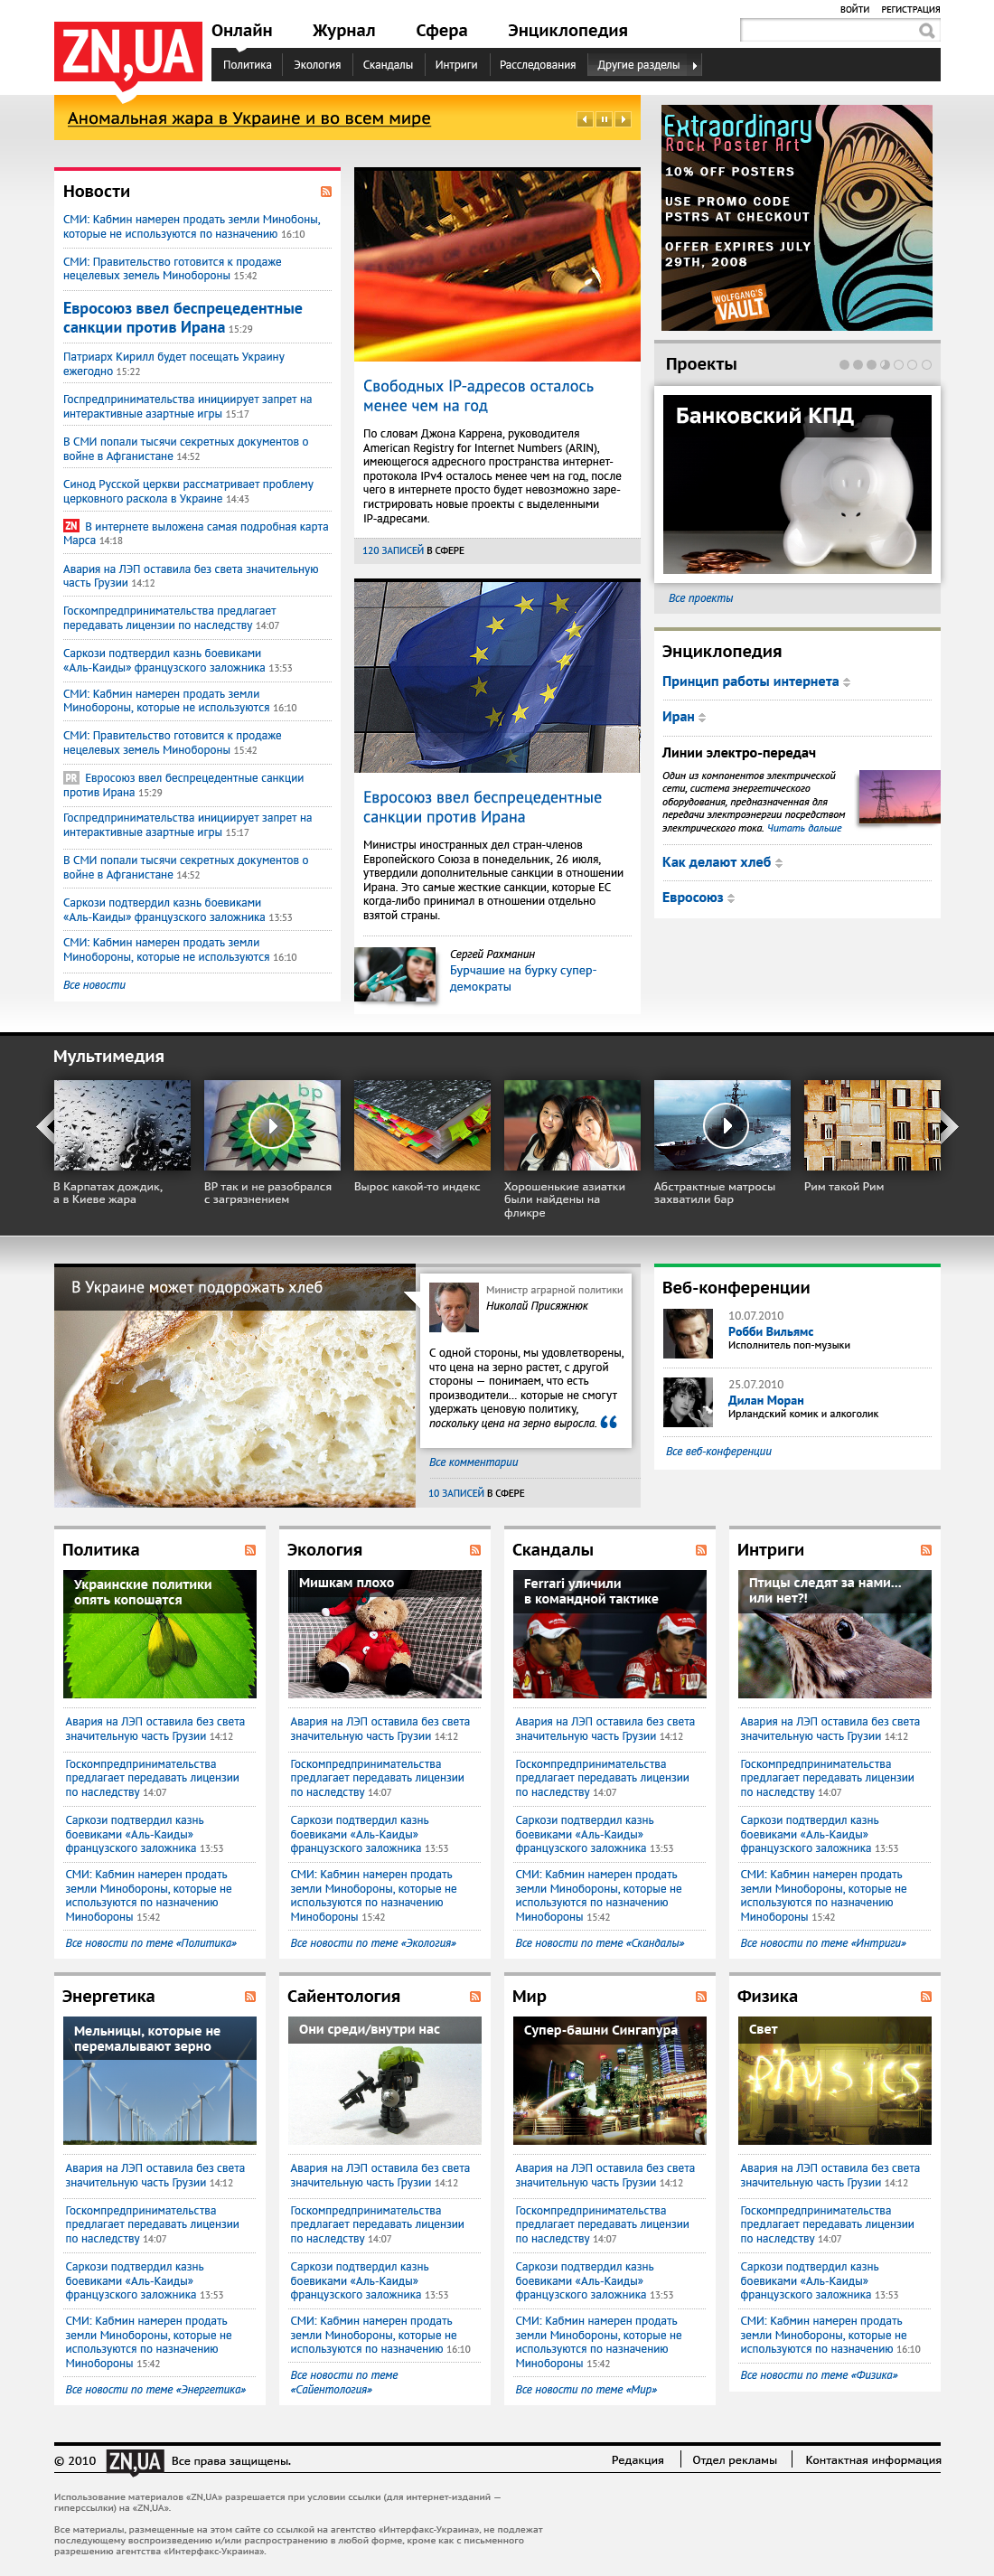 ВОЙТИ РЕГИСТРАЦИЯ
ZN,UA
Онлайн Журнал Сфера Энциклопедия
Политика Экология Скандалы Интриги Расследования Другие разделы
Аномальная жара в Украине и во всем мире
Новости
СМИ: Кабмин намерен продать земли Минобоны,
которые не используются по назначению 16:10
СМИ: Правительство готовится к продаже
нецелевых земель Минобороны 15:42
Евросоюз ввел беспрецедентные
санкции против Ирана 15:29
Патриарх Кирилл будет посещать Украину
ежегодно 15:22
Госпредпринимательства инициирует запрет на
интерактивные азартные игры 15:17
В СМИ попали тысячи секретных документов о
войне в Афганистане 14:52
Синод Русской церкви рассматривает проблему
церковного раскола в Украине 14:43
ZN В интернете выложена самая подробная карта
Марса 14:18
Авария на ЛЭП оставила без света значительную
часть Грузии 14:12
Госкомпредпринимательства предлагает
передавать лицензии по наследству 14:07
Саркози подтвердил казнь боевиками
«Аль-Каиды» французского заложника 13:53
СМИ: Кабмин намерен продать земли
Минобороны, которые не используются 16:10
СМИ: Правительство готовится к продаже
нецелевых земель Минобороны 15:42
PR Евросоюз ввел беспрецедентные санкции
против Ирана 15:29
Госпредпринимательства инициирует запрет на
интерактивные азартные игры 15:17
В СМИ попали тысячи секретных документов о
войне в Афганистане 14:52
Саркози подтвердил казнь боевиками
«Аль-Каиды» французского заложника 13:53
СМИ: Кабмин намерен продать земли
Минобороны, которые не используются 16:10
Все новости
Свободных IP-адресов осталось
менее чем на год
По словам Джона Каррена, руководителя
American Registry for Internet Numbers (ARIN),
имеющегося адресного пространства интернет-
протокола IPv4 осталось менее чем на год, после
чего в интернете просто будет невозможно заре-
гистрировать новые проекты с выделенными
IP-адресами.
120 ЗАПИСЕЙ В СФЕРЕ
Евросоюз ввел беспрецедентные
санкции против Ирана
Министры иностранных дел стран-членов
Европейского Союза в понедельник, 26 июля,
утвердили дополнительные санкции в отношении
Ирана. Это самые жесткие санкции, которые ЕС
когда-либо принимал в отношении отдельно
взятой страны.
Сергей Рахманин
Бурчашие на бурку супер-
демократы
Extraordinary
Rock Poster Art
10% OFF POSTERS
USE PROMO CODE
PSTRS AT CHECKOUT
OFFER EXPIRES JULY
29TH, 2008
WOLFGANG'S
VAULT
Проекты
Банковский КПД
Все проекты
Энциклопедия
Принцип работы интернета
Иран
Линии электро-передач
Один из компонентов электрической
сети, система энергетического
оборудования, предназначенная для
передачи электроэнергии посредством
электрического тока. Читать дальше
Как делают хлеб
Евросоюз
Мультимедия
bp
В Карпатах дождик,
а в Киеве жара
BP так и не разобрался
с загрязнением
Вырос какой-то индекс
Хорошенькие азиатки
были найдены на
фликре
Абстрактные матросы
захватили бар
Рим такой Рим
В Украине может подорожать хлеб
Министр аграрной политики
Николай Присяжнюк
С одной стороны, мы удовлетворены,
что цена на зерно растет, с другой
стороны — понимаем, что есть
производители... которые не смогут
удержать ценовую политику,
поскольку цена на зерно выросла.
Все комментарии
10 ЗАПИСЕЙ В СФЕРЕ
Веб-конференции
10.07.2010
Робби Вильямс
Исполнитель поп-музыки
25.07.2010
Дилан Моран
Ирландский комик и алкоголик
Все веб-конференции
Политика
Украинские политики
опять копошатся
Авария на ЛЭП оставила без света
значительную часть Грузии 14:12
Госкомпредпринимательства
предлагает передавать лицензии
по наследству 14:07
Саркози подтвердил казнь
боевиками «Аль-Каиды»
французского заложника 13:53
СМИ: Кабмин намерен продать
земли Минобороны, которые не
используются по назначению
Минобороны 15:42
Все новости по теме «Политика»
Экология
Мишкам плохо
Авария на ЛЭП оставила без света
значительную часть Грузии 14:12
Госкомпредпринимательства
предлагает передавать лицензии
по наследству 14:07
Саркози подтвердил казнь
боевиками «Аль-Каиды»
французского заложника 13:53
СМИ: Кабмин намерен продать
земли Минобороны, которые не
используются по назначению
Минобороны 15:42
Все новости по теме «Экология»
Скандалы
Ferrari уличили
в командной тактике
Авария на ЛЭП оставила без света
значительную часть Грузии 14:12
Госкомпредпринимательства
предлагает передавать лицензии
по наследству 14:07
Саркози подтвердил казнь
боевиками «Аль-Каиды»
французского заложника 13:53
СМИ: Кабмин намерен продать
земли Минобороны, которые не
используются по назначению
Минобороны 15:42
Все новости по теме «Скандалы»
Интриги
Птицы следят за нами...
или нет?!
Авария на ЛЭП оставила без света
значительную часть Грузии 14:12
Госкомпредпринимательства
предлагает передавать лицензии
по наследству 14:07
Саркози подтвердил казнь
боевиками «Аль-Каиды»
французского заложника 13:53
СМИ: Кабмин намерен продать
земли Минобороны, которые не
используются по назначению
Минобороны 15:42
Все новости по теме «Интриги»
Энергетика
Мельницы, которые не
перемалывают зерно
Авария на ЛЭП оставила без света
значительную часть Грузии 14:12
Госкомпредпринимательства
предлагает передавать лицензии
по наследству 14:07
Саркози подтвердил казнь
боевиками «Аль-Каиды»
французского заложника 13:53
СМИ: Кабмин намерен продать
земли Минобороны, которые не
используются по назначению
Минобороны 15:42
Все новости по теме «Энергетика»
Сайентология
Они среди/внутри нас
Авария на ЛЭП оставила без света
значительную часть Грузии 14:12
Госкомпредпринимательства
предлагает передавать лицензии
по наследству 14:07
Саркози подтвердил казнь
боевиками «Аль-Каиды»
французского заложника 13:53
СМИ: Кабмин намерен продать
земли Минобороны, которые не
используются по назначению 16:10
Все новости по теме
«Сайентология»
Мир
Супер-башни Сингапура
Авария на ЛЭП оставила без света
значительную часть Грузии 14:12
Госкомпредпринимательства
предлагает передавать лицензии
по наследству 14:07
Саркози подтвердил казнь
боевиками «Аль-Каиды»
французского заложника 13:53
СМИ: Кабмин намерен продать
земли Минобороны, которые не
используются по назначению
Минобороны 15:42
Все новости по теме «Мир»
Физика
Свет
PhYSiCS
Авария на ЛЭП оставила без света
значительную часть Грузии 14:12
Госкомпредпринимательства
предлагает передавать лицензии
по наследству 14:07
Саркози подтвердил казнь
боевиками «Аль-Каиды»
французского заложника 13:53
СМИ: Кабмин намерен продать
земли Минобороны, которые не
используются по назначению 16:10
Все новости по теме «Физика»
© 2010 ZN,UA Все права защищены. Редакция Отдел рекламы Контактная информация
Использование материалов «ZN,UA» разрешается при условии ссылки (для интернет-изданий —
гиперссылки) на «ZN,UA».
Все материалы, размещенные на этом сайте со ссылкой на агентство «Интерфакс-Украина», не подлежат
последующему воспроизведению и/или распространению в любой форме, кроме как с письменного
разрешению агентства «Интерфакс-Украина».